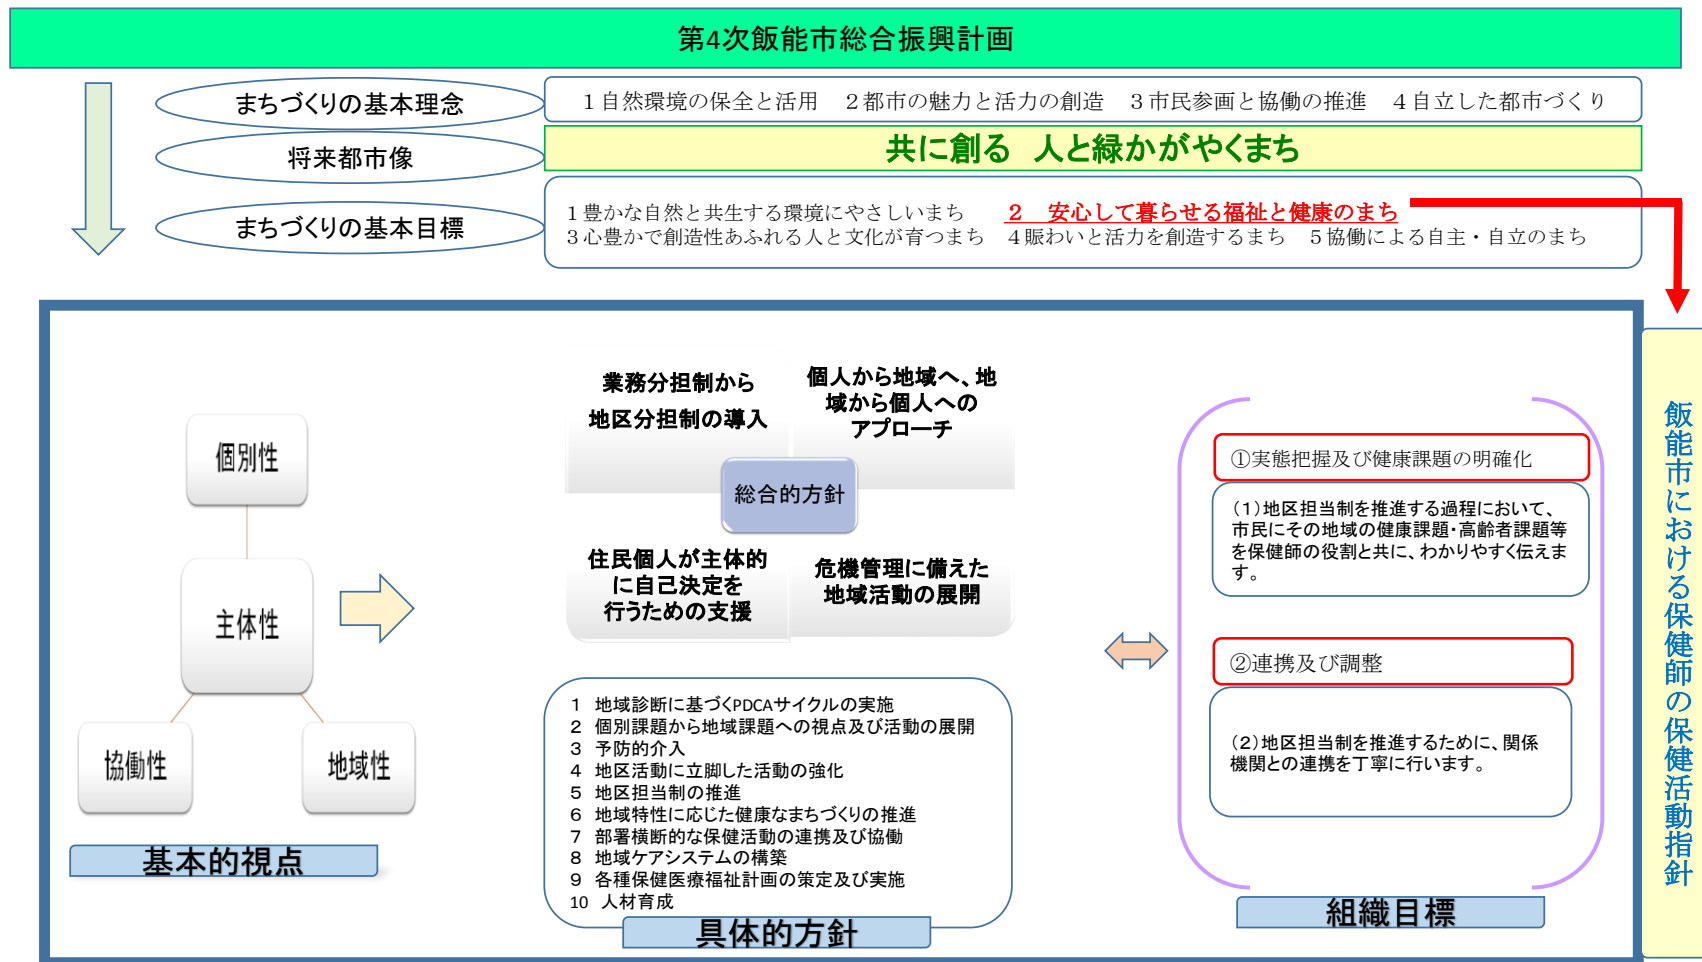 第4次飯能市総合振興計画
まちづくりの基本理念
1自然環境の保全と活用　2都市の魅力と活力の創造　3市民参画と協働の推進　4自立した都市づくり
将来都市像
共に創る　人と緑かがやくまち
まちづくりの基本目標
1豊かな自然と共生する環境にやさしいまち　2　安心して暮らせる福祉と健康のまち
3心豊かで創造性あふれる人と文化が育つまち　4賑わいと活力を創造するまち　5協働による自主・自立のまち
飯能市における保健師の保健活動指針
個別性
主体性
協働性
地域性
基本的視点
業務分担制から
地区分担制の導入
個人から地域へ、地
域から個人への
アプローチ
総合的方針
住民個人が主体的
に自己決定を
行うための支援
危機管理に備えた
地域活動の展開
1　地域診断に基づくPDCAサイクルの実施
2　個別課題から地域課題への視点及び活動の展開
3　予防的介入
4　地区活動に立脚した活動の強化
5　地区担当制の推進
6　地域特性に応じた健康なまちづくりの推進
7　部署横断的な保健活動の連携及び協働
8　地域ケアシステムの構築
9　各種保健医療福祉計画の策定及び実施
10　人材育成
具体的方針
①実態把握及び健康課題の明確化
(1)地区担当制を推進する過程において、
市民にその地域の健康課題・高齢者課題等
を保健師の役割と共に、わかりやすく伝えま
す。
②連携及び調整
(2)地区担当制を推進するために、関係
機関との連携を丁寧に行います。
組織目標